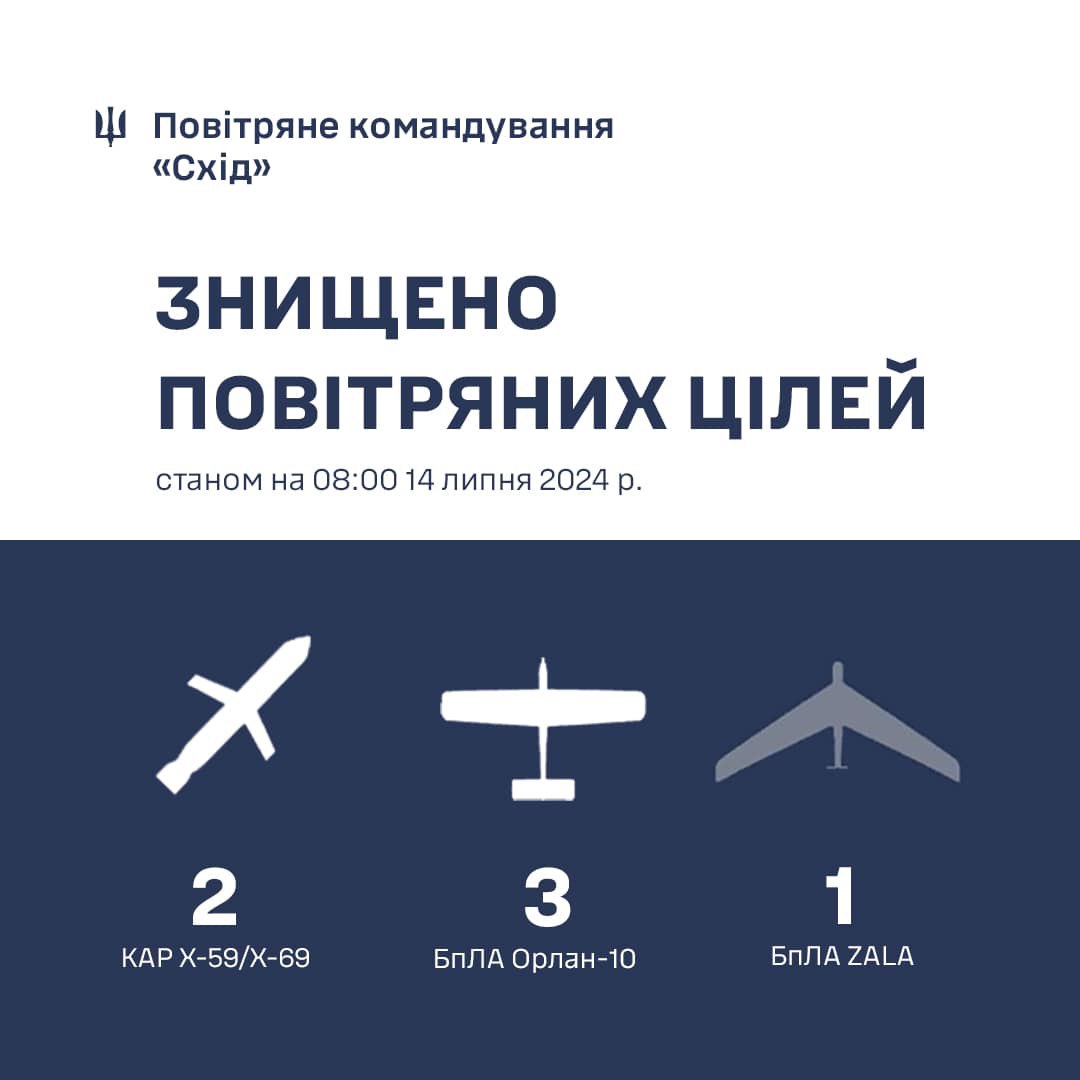 Повітряне командування
«Схід»
ЗНИЩЕНО
ПОВІТРЯНИХ ЦІЛЕЙ
станом на 08:00 14 липня 2024 р.
2
КАР Х-59/Х-69
3
БпЛА Орлан-10
1
БпЛА ZALA